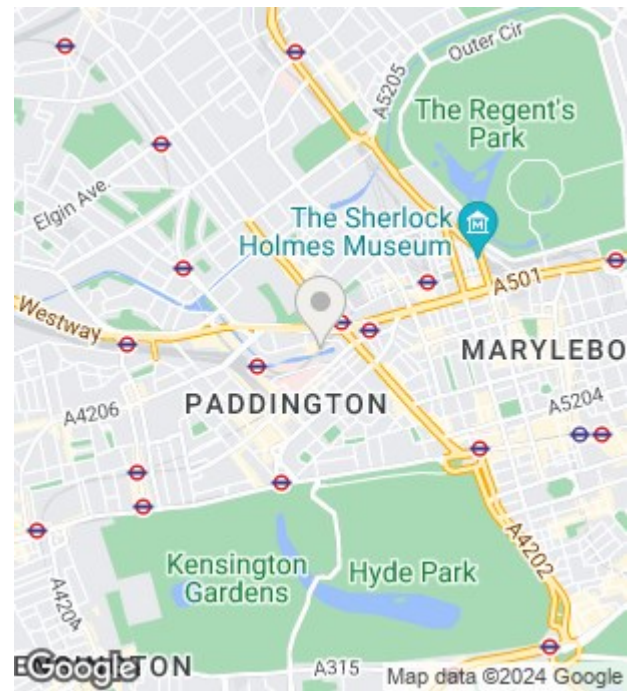 Outer Cir
A5205
The Regent's
Park
Elgin Ave.
The Sherlock
Holmes Museum
A501
Westway
MARYLEBO
PADDINGTON
A4206
A5204
A4202
Kensington
Gardens
Hyde Park
A4204
ENSINGTON
Google
A315
Map data ©2024 Google